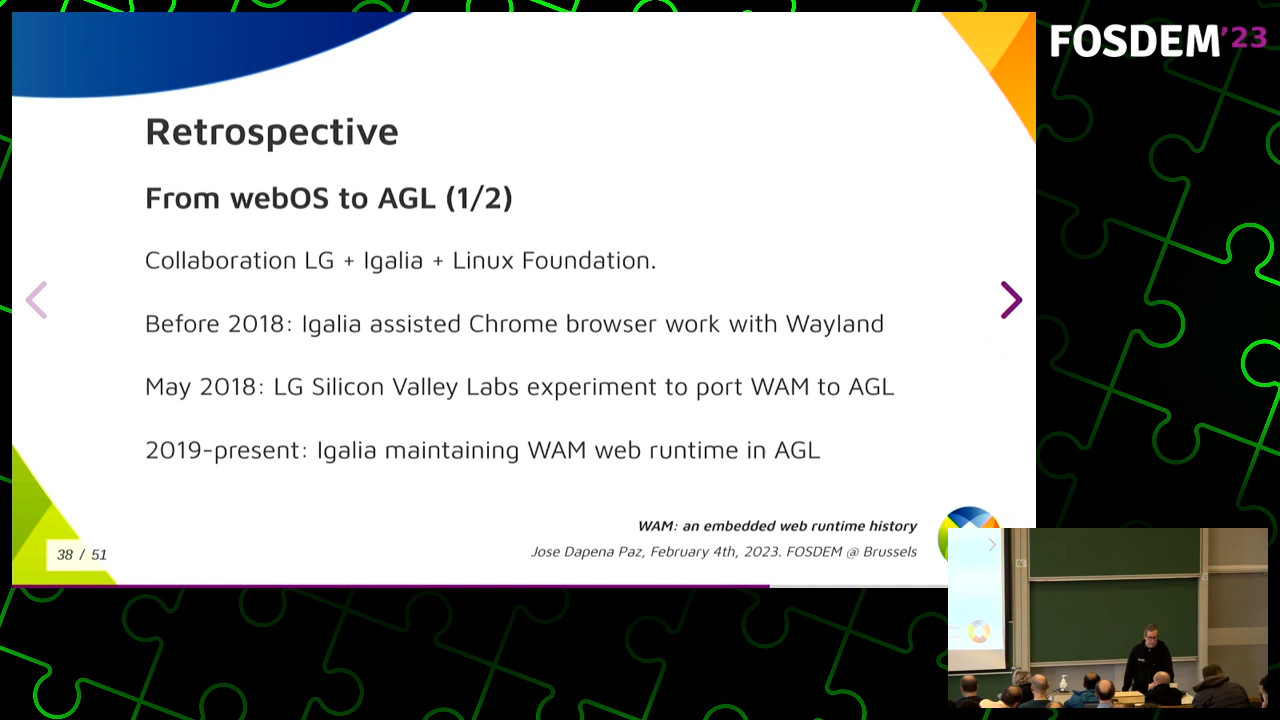 FOSDEM'23
Retrospective
From webOS to AGL (1/2)
Collaboration LG + Igalia + Linux Foundation.
Before 2018: Igalia assisted Chrome browser work with Wayland
May 2018: LG Silicon Valley Labs experiment to port WAM to AGL
2019-present: Igalia maintaining WAM web runtime in AGL
WAM: an embedded web runtime history
Jose Dapena Paz, February 4th, 2023. FOSDEM @ Brussels
38 / 51